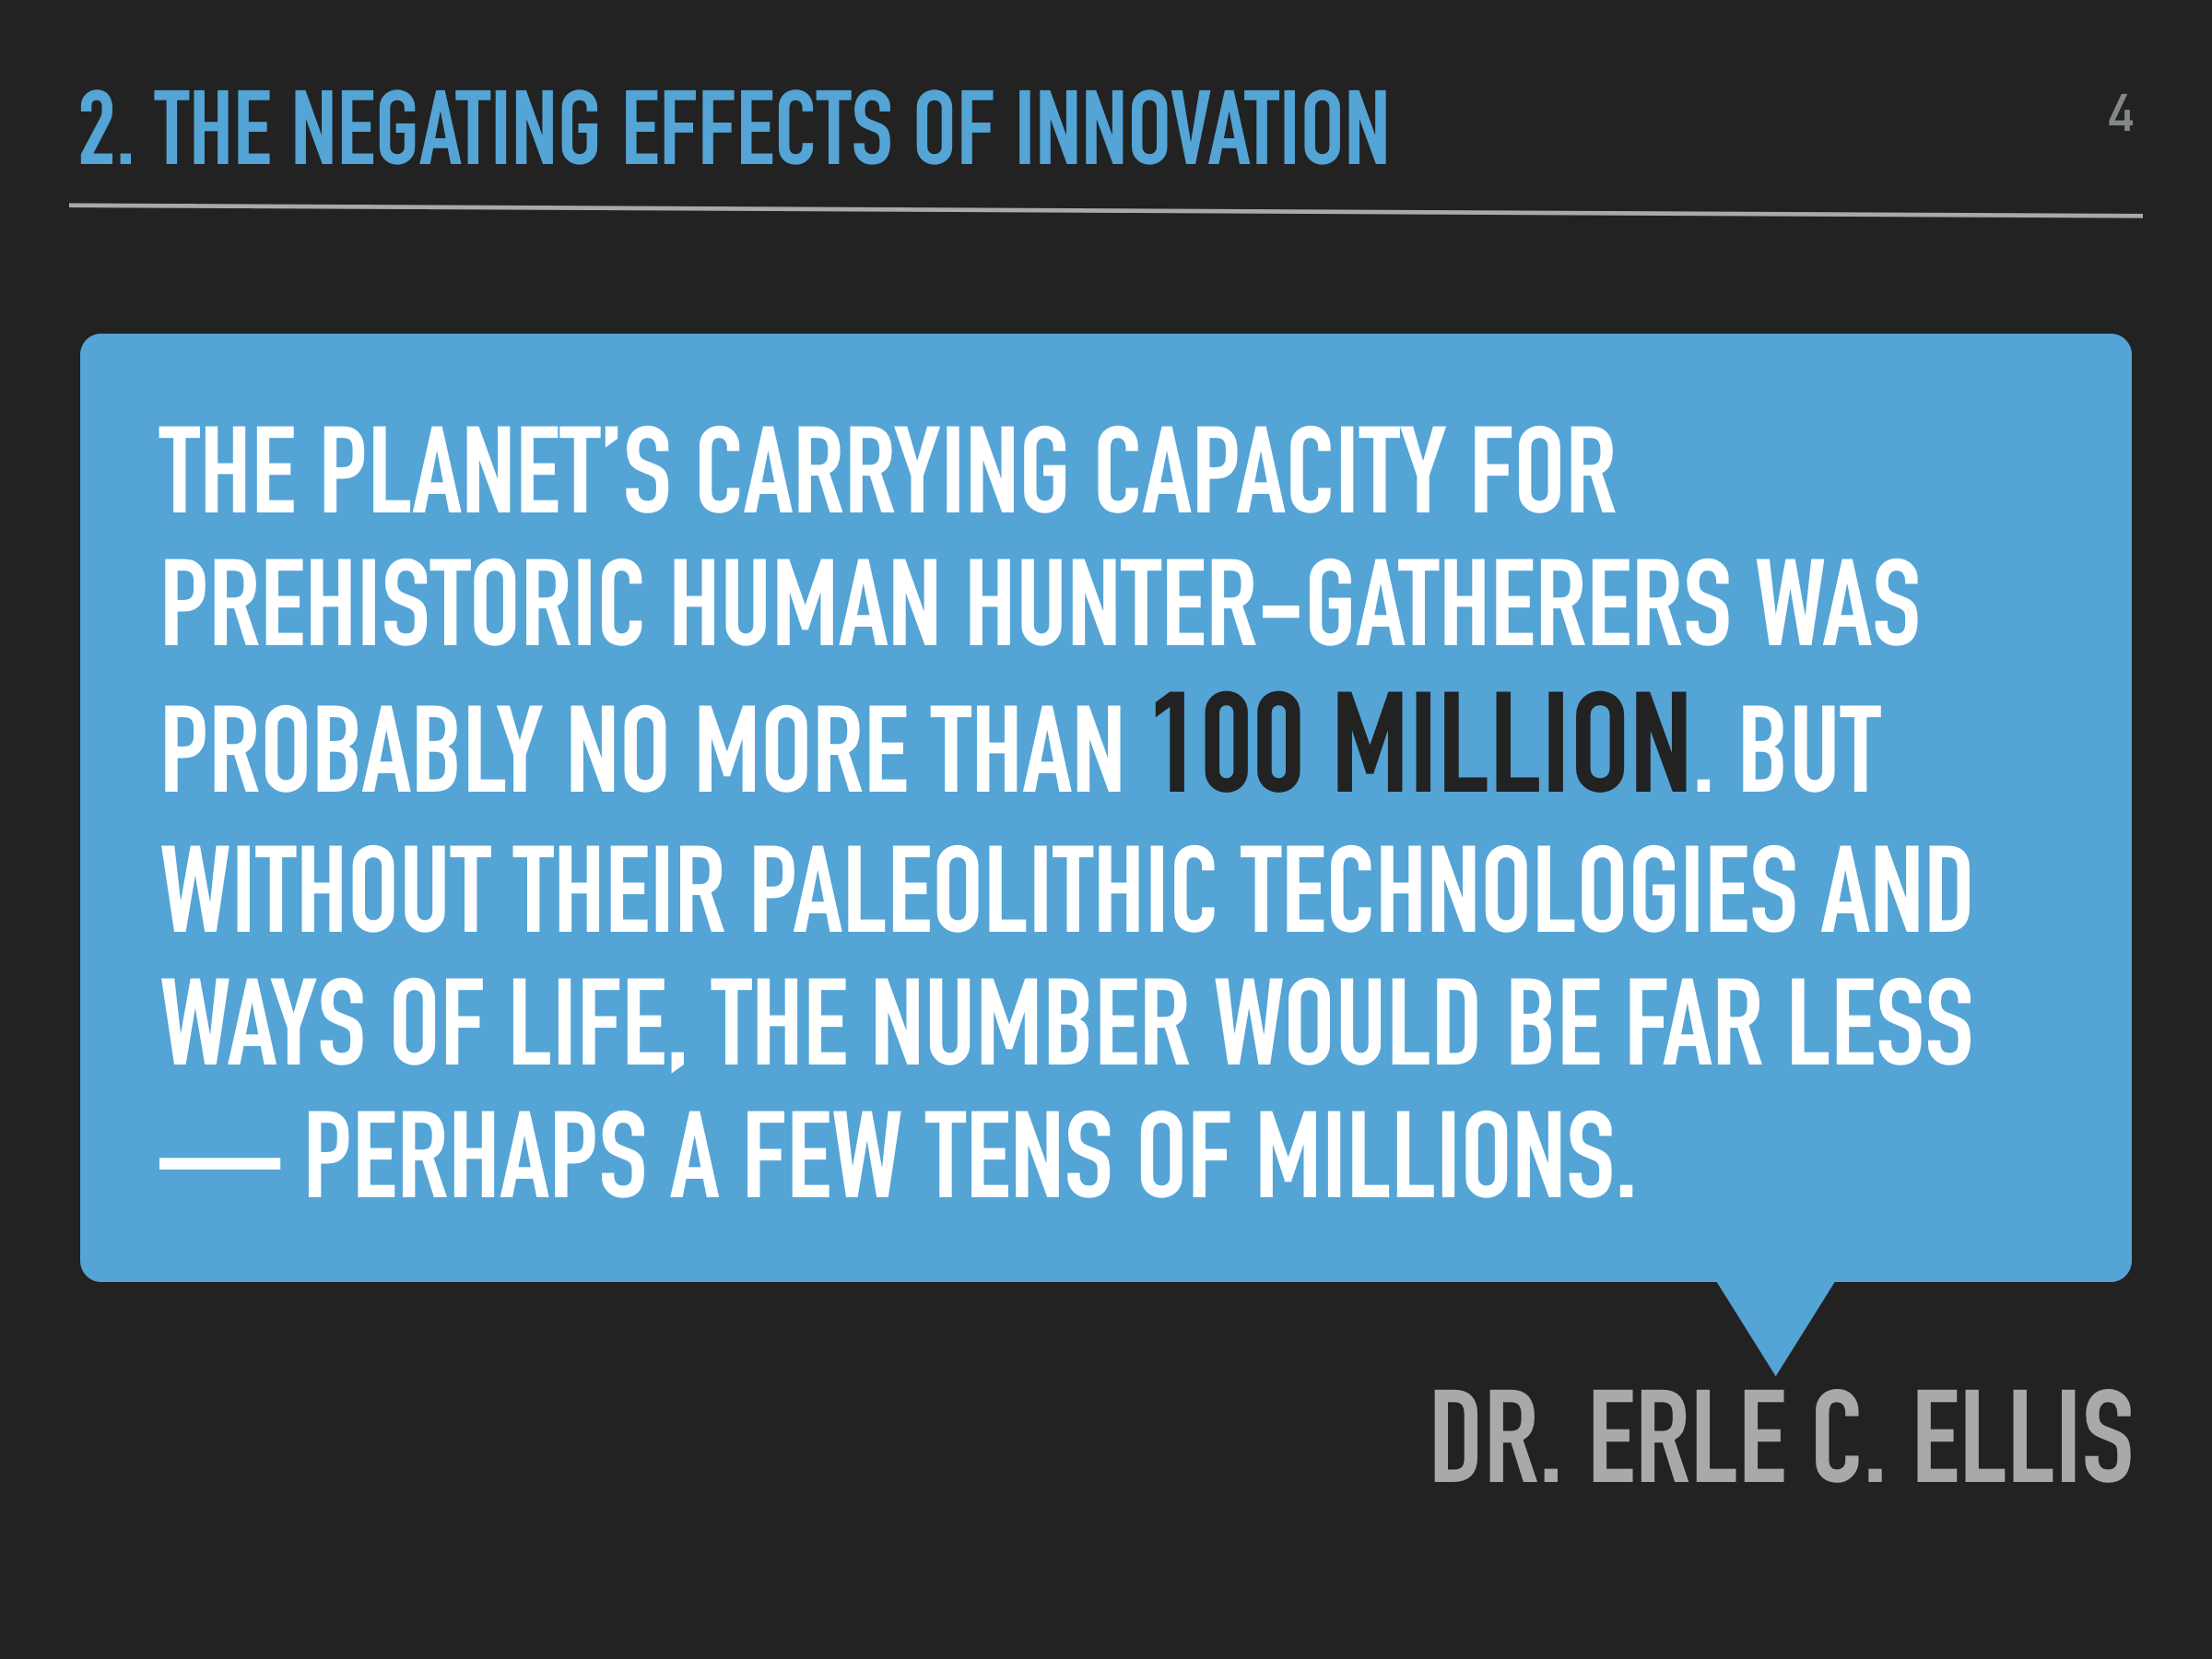 2. THE NEGATING EFFECTS OF INNOVATION
4
THE PLANET’S CARRYING CAPACITY FOR
PREHISTORIC HUMAN HUNTER-GATHERERS WAS
PROBABLY NO MORE THAN 100 MILLION. BUT
WITHOUT THEIR PALEOLITHIC TECHNOLOGIES AND
WAYS OF LIFE, THE NUMBER WOULD BE FAR LESS
— PERHAPS A FEW TENS OF MILLIONS.
DR. ERLE C. ELLIS